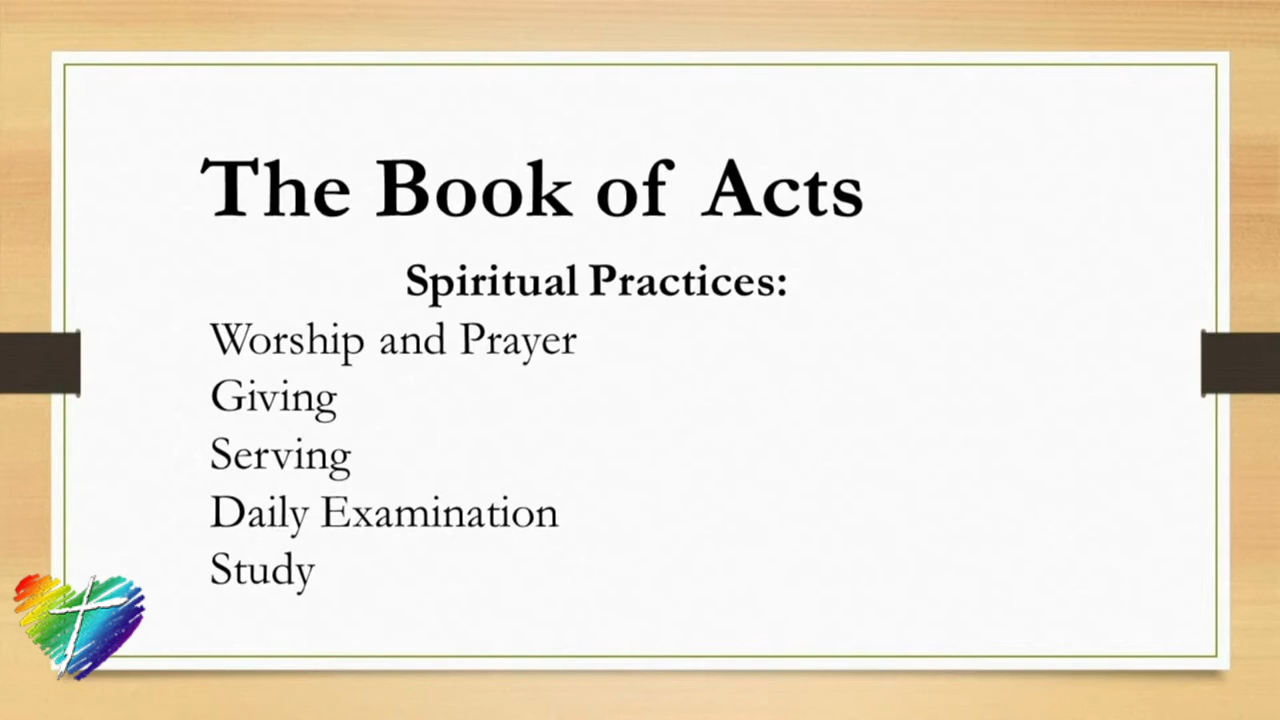 The Book of Acts
Spiritual Practices:
Worship and Prayer
Giving
Serving
Daily Examination
Study